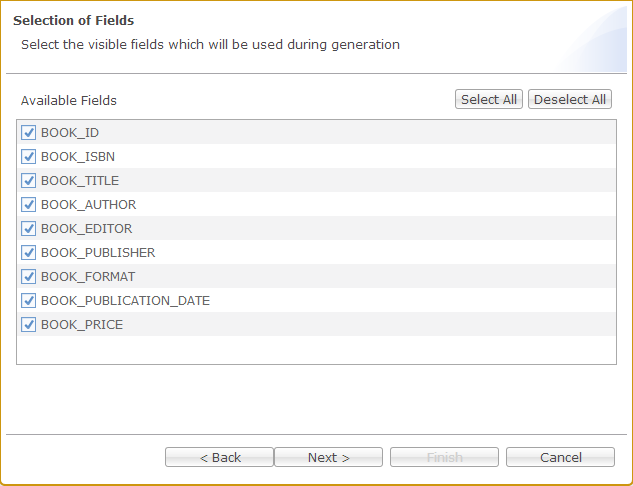 Selection of Fields
Select the visible fields which will be used during generation
Available Fields
Select All
Deselect All
BOOK_ID
BOOK_ISBN
BOOK_TITLE
BOOK_AUTHOR
BOOK_EDITOR
BOOK_PUBLISHER
BOOK_FORMAT
BOOK_PUBLICATION_DATE
BOOK_PRICE
< Back
Next >
Finish
Cancel